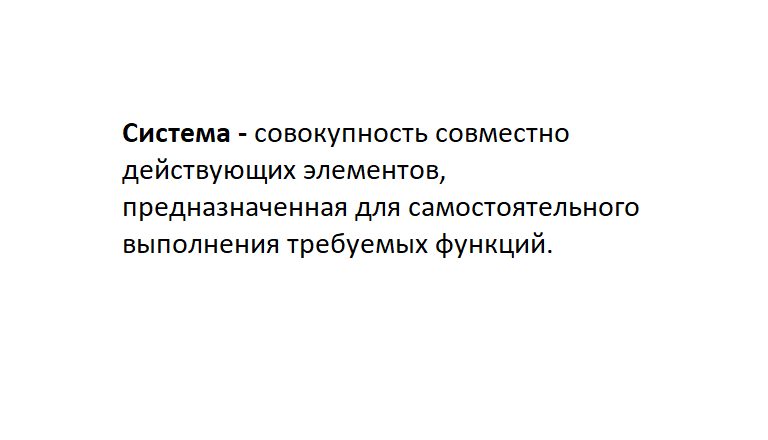 Система - совокупность совместно
действующих элементов,
предназначенная для самостоятельного
выполнения требуемых функций.